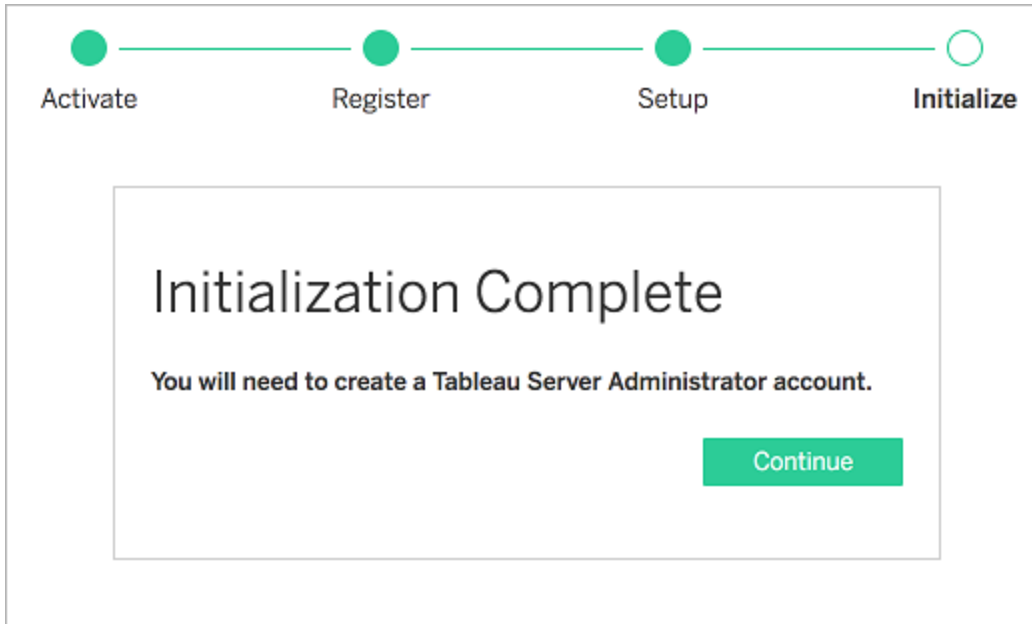 Activate Register Setup Initialize
Initialization Complete
You will need to create a Tableau Server Administrator account.
Continue